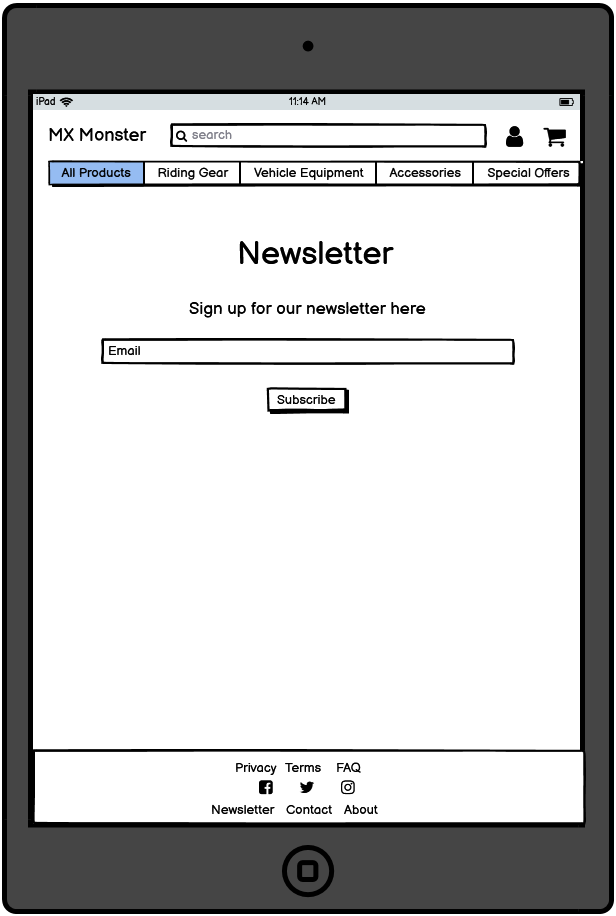 iPad 11:14 AM
MX Monster search
All Products Riding Gear Vehicle Equipment Accessories Special Offers
Newsletter
Sign up for our newsletter here
Email
Subscribe
Privacy Terms FAQ
Newsletter Contact About